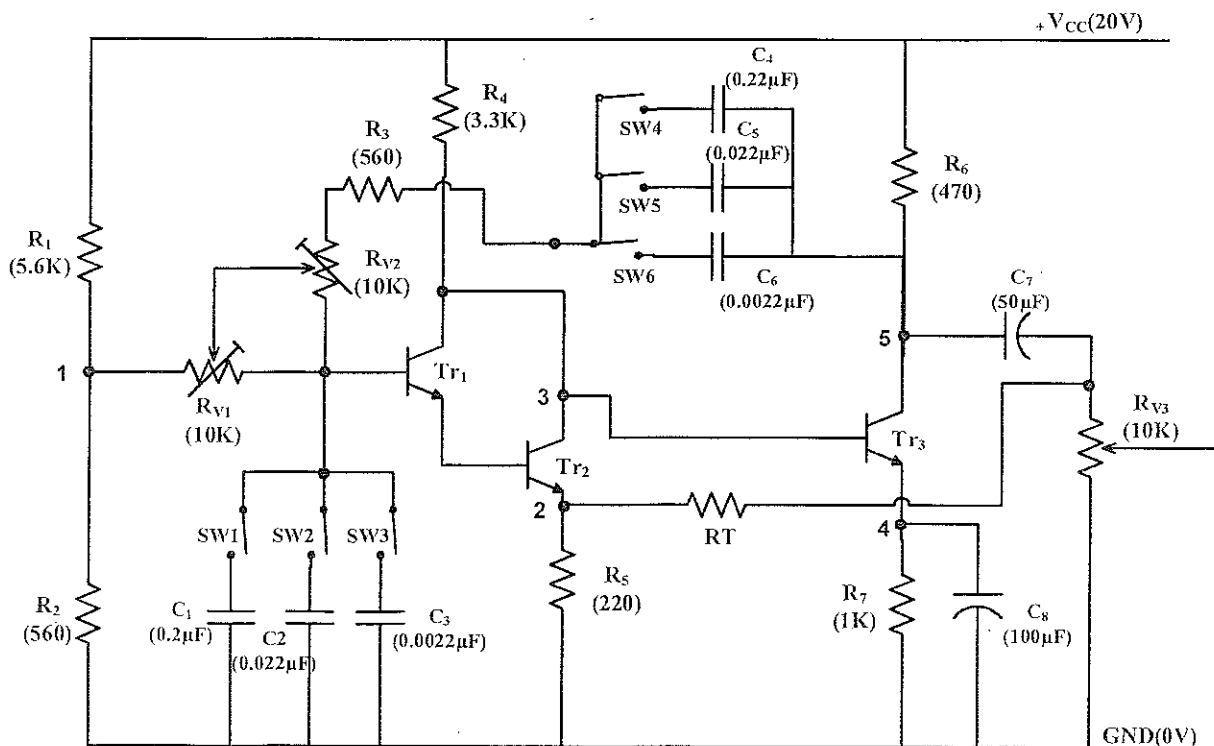 +VCC(20V)
C4
(0.22µF)
R4
(3.3K)
SW4
C5
(0.022µF)
R3
(560)
R6
(470)
SW5
R1
(5.6K)
RV2
(10K)
SW6
C6
(0.0022µF)
C7
(50µF)
5
1
Tr1
RV1
(10K)
3
RV3
(10K)
Tr3
Tr2
2
RT
4
SW1
SW2
SW3
R5
(220)
R2
(560)
C1
(0.2µF)
C2
(0.022µF)
C3
(0.0022µF)
R7
(1K)
C8
(100µF)
GND(0V)